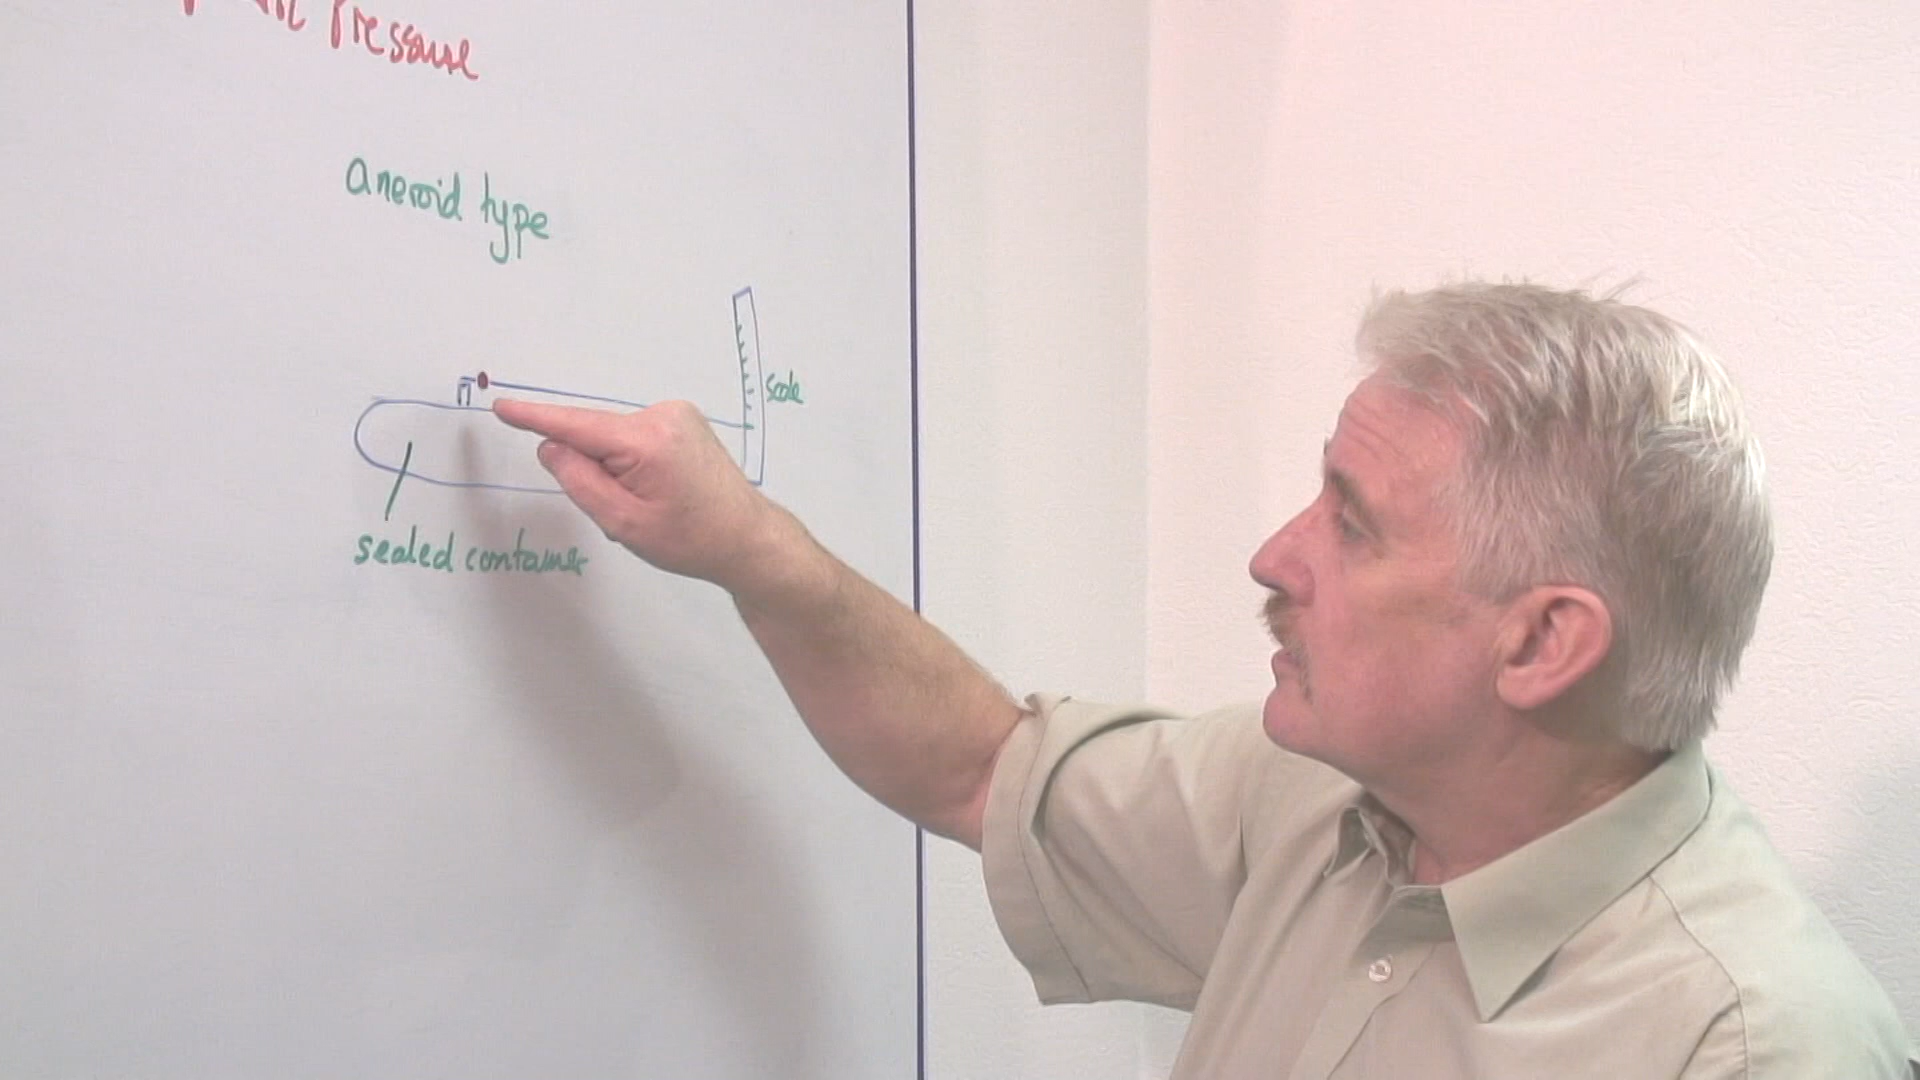 Pressure
aneroid type
scale
sealed container